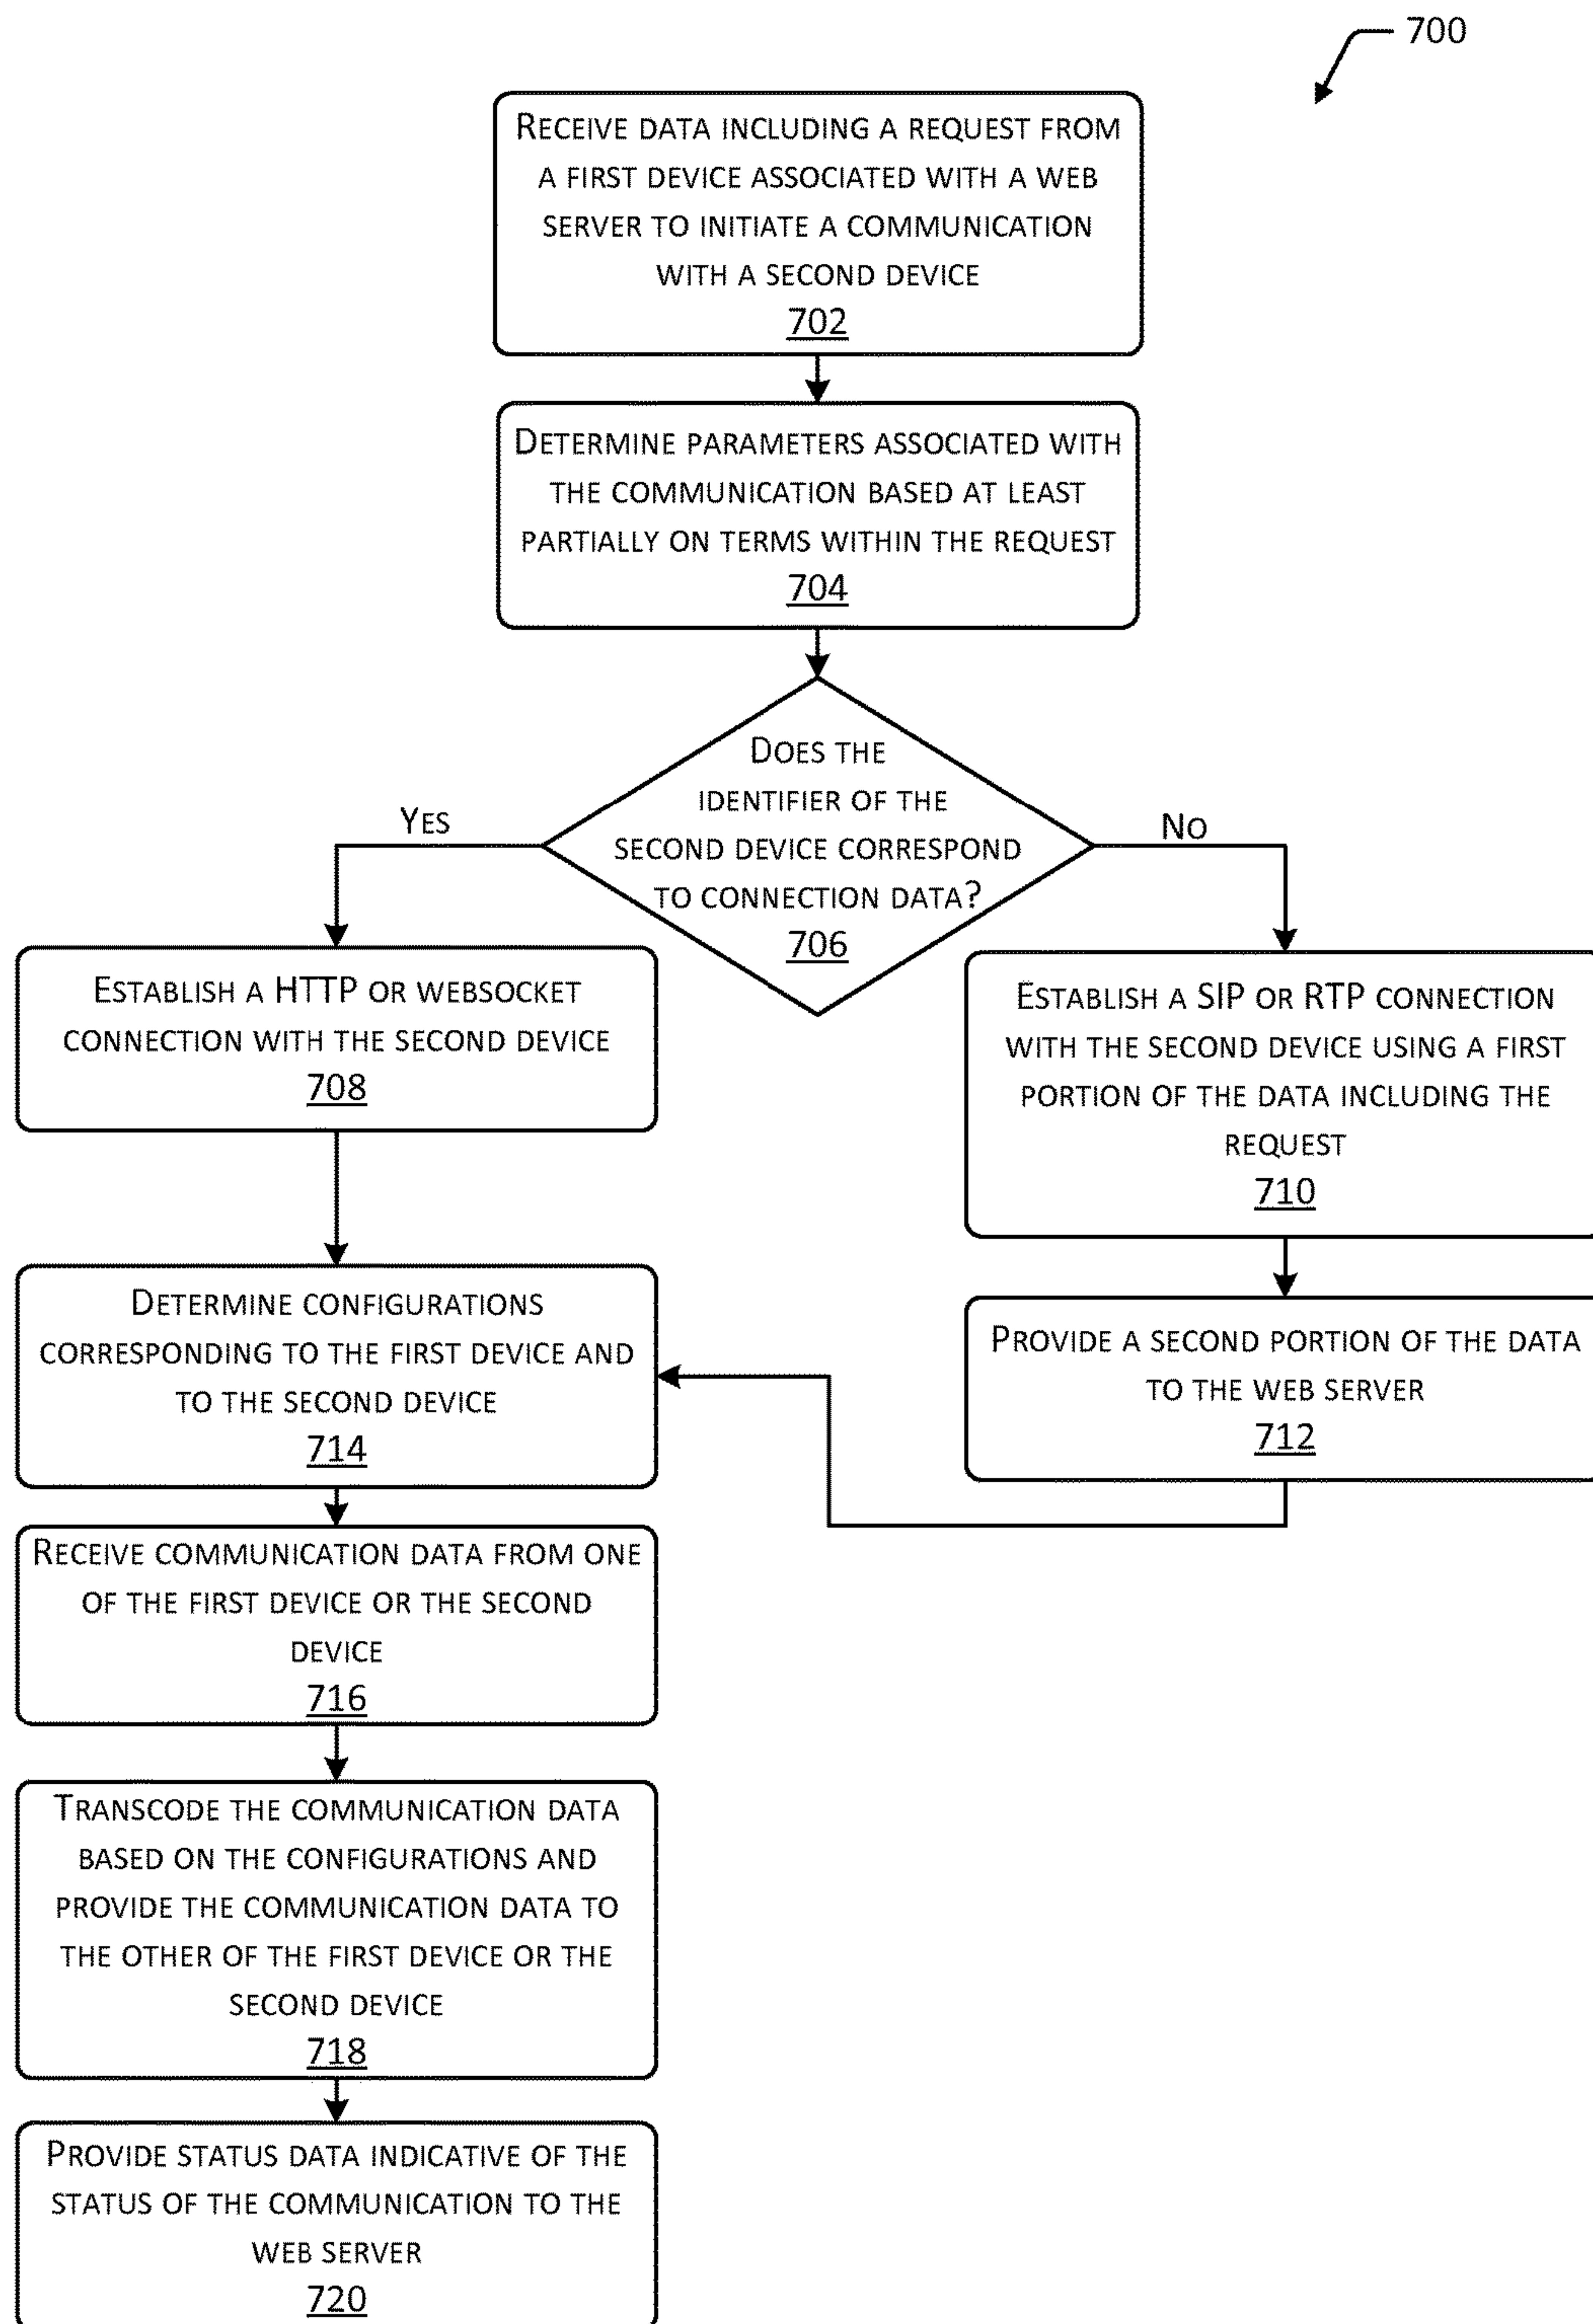 700
RECEIVE DATA INCLUDING A REQUEST FROM
A FIRST DEVICE ASSOCIATED WITH A WEB
SERVER TO INITIATE A COMMUNICATION
WITH A SECOND DEVICE
702
DETERMINE PARAMETERS ASSOCIATED WITH
THE COMMUNICATION BASED AT LEAST
PARTIALLY ON TERMS WITHIN THE REQUEST
704
DOES THE
IDENTIFIER OF THE
SECOND DEVICE CORRESPOND
TO CONNECTION DATA?
706
YES
NO
ESTABLISH A HTTP OR WEBSOCKET
CONNECTION WITH THE SECOND DEVICE
708
ESTABLISH A SIP OR RTP CONNECTION
WITH THE SECOND DEVICE USING A FIRST
PORTION OF THE DATA INCLUDING THE
REQUEST
710
PROVIDE A SECOND PORTION OF THE DATA
TO THE WEB SERVER
712
DETERMINE CONFIGURATIONS
CORRESPONDING TO THE FIRST DEVICE AND
TO THE SECOND DEVICE
714
RECEIVE COMMUNICATION DATA FROM ONE
OF THE FIRST DEVICE OR THE SECOND
DEVICE
716
TRANSCODE THE COMMUNICATION DATA
BASED ON THE CONFIGURATIONS AND
PROVIDE THE COMMUNICATION DATA TO
THE OTHER OF THE FIRST DEVICE OR THE
SECOND DEVICE
718
PROVIDE STATUS DATA INDICATIVE OF THE
STATUS OF THE COMMUNICATION TO THE
WEB SERVER
720